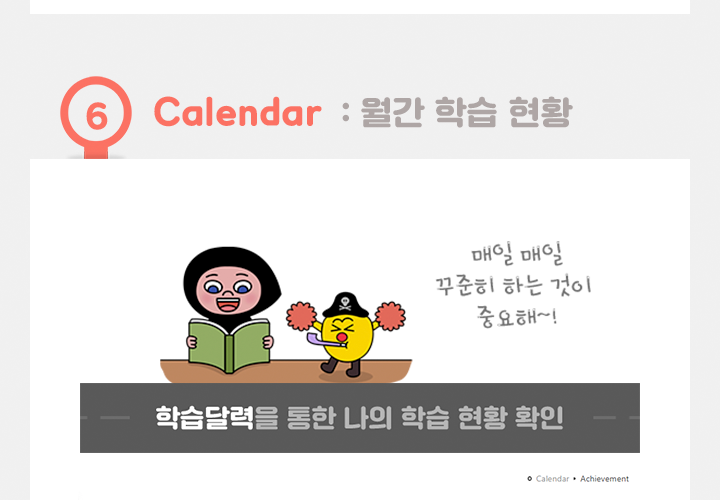 6 Calendar : 월간 학습 현황
매일 매일
꾸준히 하는 것이
중요해~!
학습달력을 통한 나의 학습 현황 확인
Calendar • Achievement